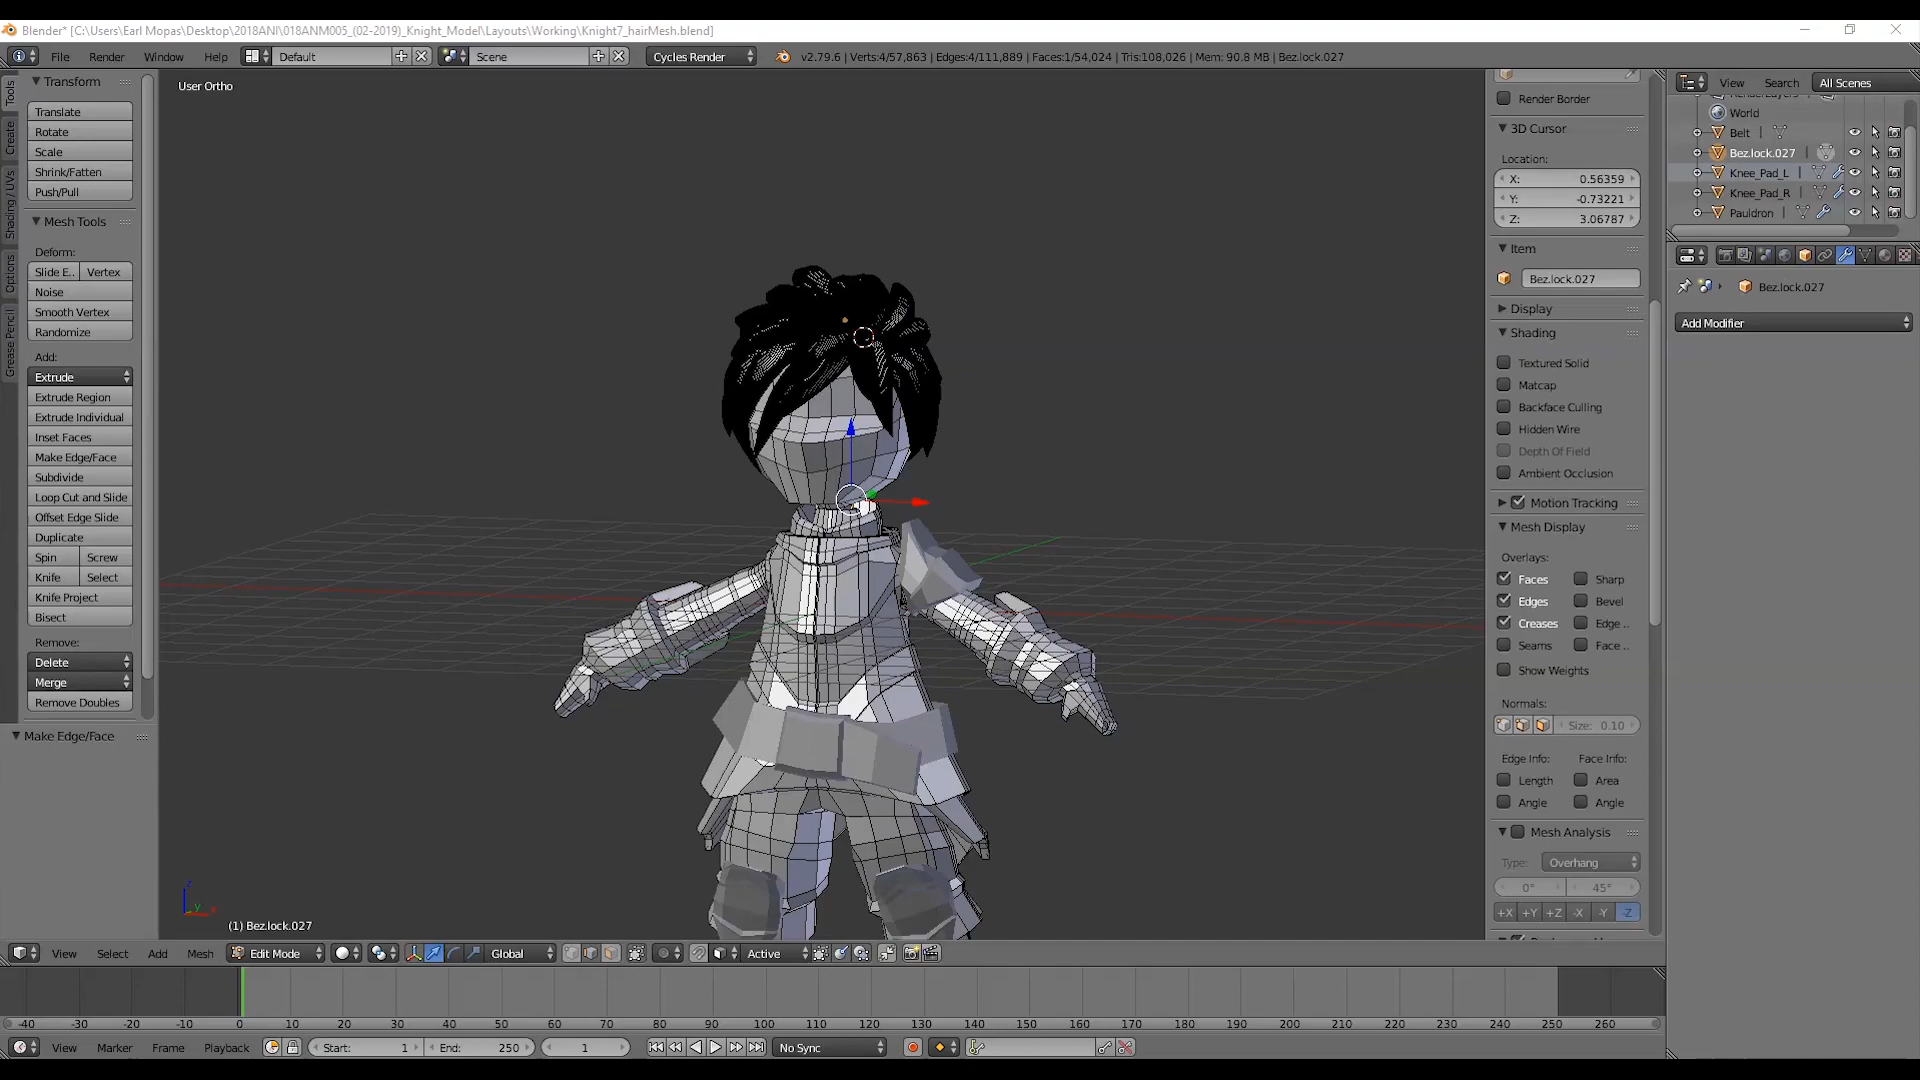 Blender* [C:\Users\Earl Mopas\Desktop\2018ANI\018ANM005_(02-2019)_Knight_Model\Layouts\Working\Knight7_hairMesh.blend]
File Render Window Help Default Scene Cycles Render v2.79.6 | Verts:4/57,863 | Edges:4/111,889 | Faces:1/54,024 | Tris:108,026 | Mem: 90.8 MB | Bez.lock.027
Tools
Create
Shading / UVs
Options
Grease Pencil
Transform
Translate
Rotate
Scale
Shrink/Fatten
Push/Pull
Mesh Tools
Deform:
Slide E.. Vertex
Noise
Smooth Vertex
Randomize
Add:
Extrude
Extrude Region
Extrude Individual
Inset Faces
Make Edge/Face
Subdivide
Loop Cut and Slide
Offset Edge Slide
Duplicate
Spin Screw
Knife Select
Knife Project
Bisect
Remove:
Delete
Merge
Remove Doubles
Make Edge/Face
User Ortho
z
y
x
(1) Bez.lock.027
Render Border
3D Cursor
Location:
X: 0.56359
Y: -0.73221
Z: 3.06787
Item
Bez.lock.027
Display
Shading
Textured Solid
Matcap
Backface Culling
Hidden Wire
Depth Of Field
Ambient Occlusion
Motion Tracking
Mesh Display
Overlays:
Faces Sharp
Edges Bevel
Creases Edge ..
Seams Face ..
Show Weights
Normals:
Size: 0.10
Edge Info: Face Info:
Length Area
Angle Angle
Mesh Analysis
Type: Overhang
0° 45°
+X +Y +Z -X -Y -Z
View Search All Scenes
World
Belt
Bez.lock.027
Knee_Pad_L
Knee_Pad_R
Pauldron
Bez.lock.027
Add Modifier
View Select Add Mesh Edit Mode Global Active
-40 -30 -20 -10 0 10 20 30 40 50 60 70 80 90 100 110 120 130 140 150 160 170 180 190 200 210 220 230 240 250 260
View Marker Frame Playback Start: 1 End: 250 1 No Sync